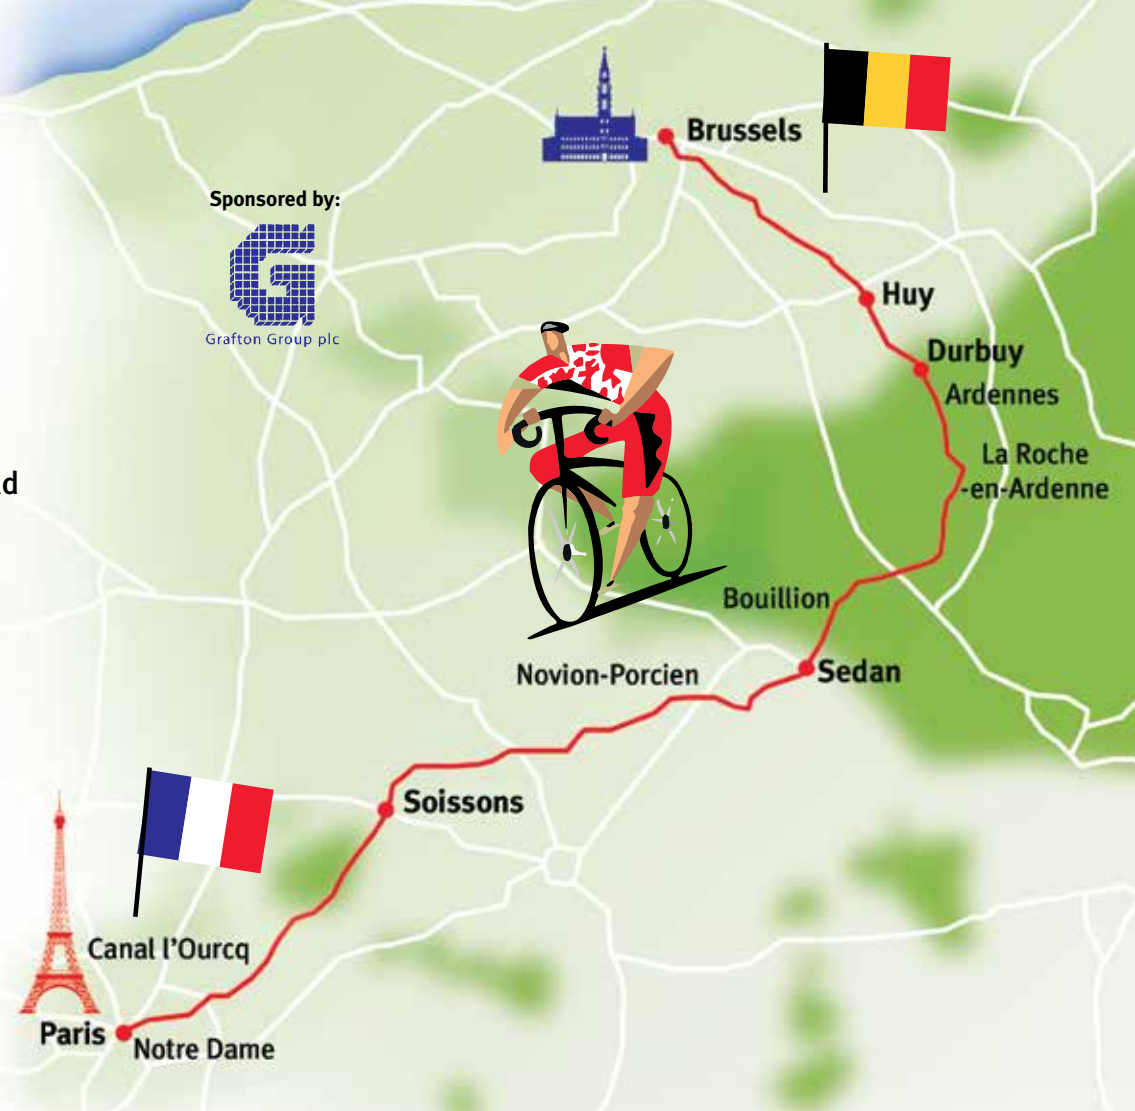 Brussels
Sponsored by:
Grafton Group plc
Huy
Durbuy
Ardennes
La Roche
-en-Ardenne
Bouillion
Novion-Porcien
Sedan
Soissons
Canal l'Ourcq
Paris
Notre Dame